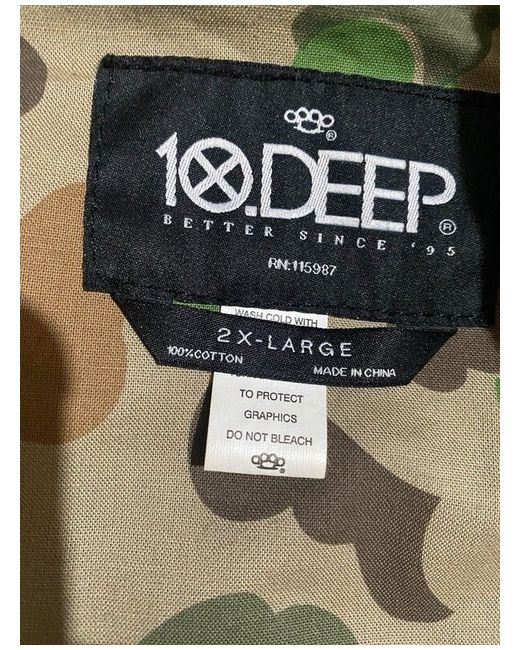 10.DEEP®
BETTER SINCE '95
RN:115987
WASH COLD WITH
2X-LARGE
100%COTTON MADE IN CHINA
TO PROTECT
GRAPHICS
DO NOT BLEACH